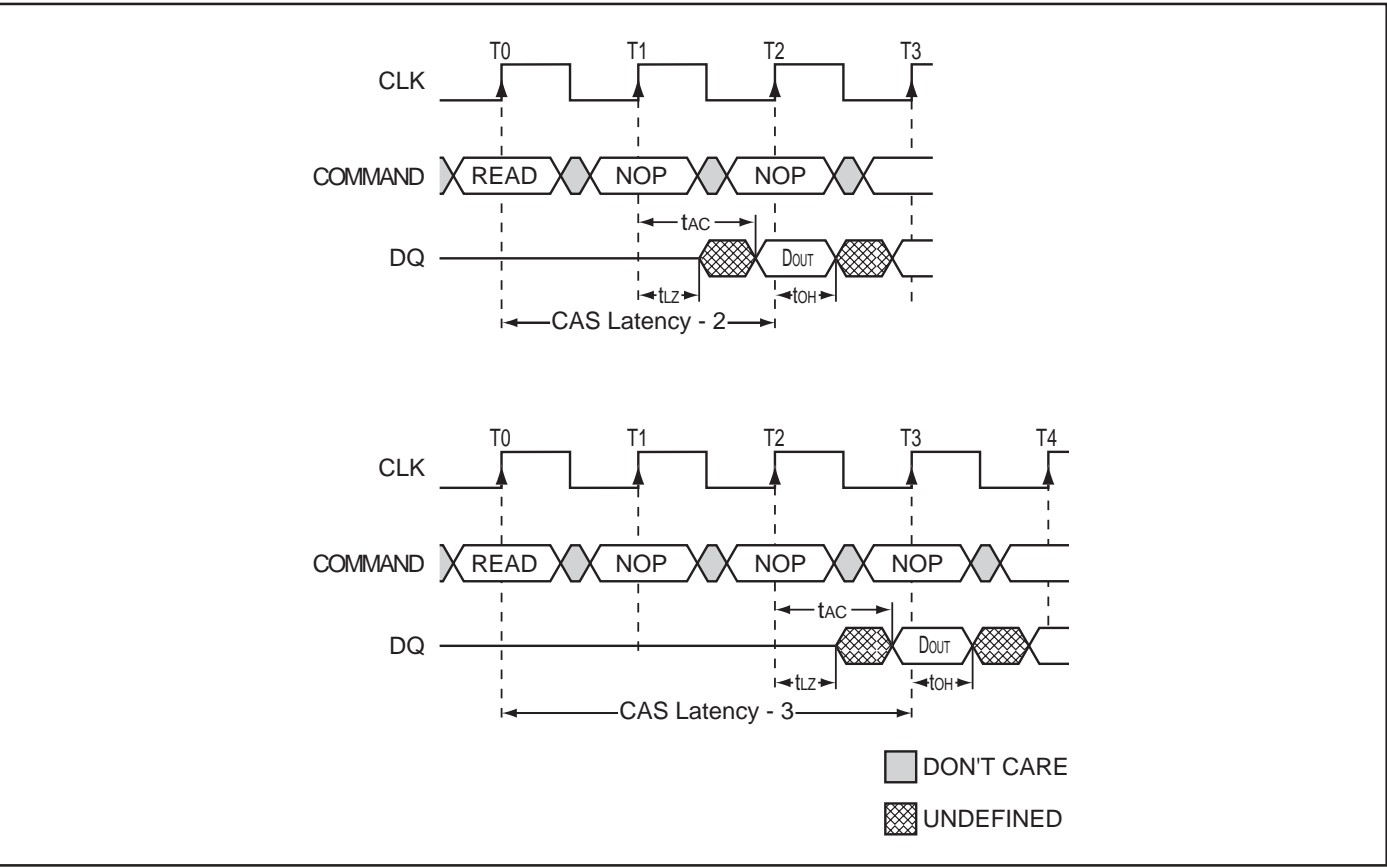 T0 T1 T2 T3
CLK
COMMAND READ NOP NOP
tAC
DQ DOUT
tLZ tOH
CAS Latency - 2
T0 T1 T2 T3 T4
CLK
COMMAND READ NOP NOP NOP
tAC
DQ DOUT
tLZ tOH
CAS Latency - 3
DON'T CARE
UNDEFINED